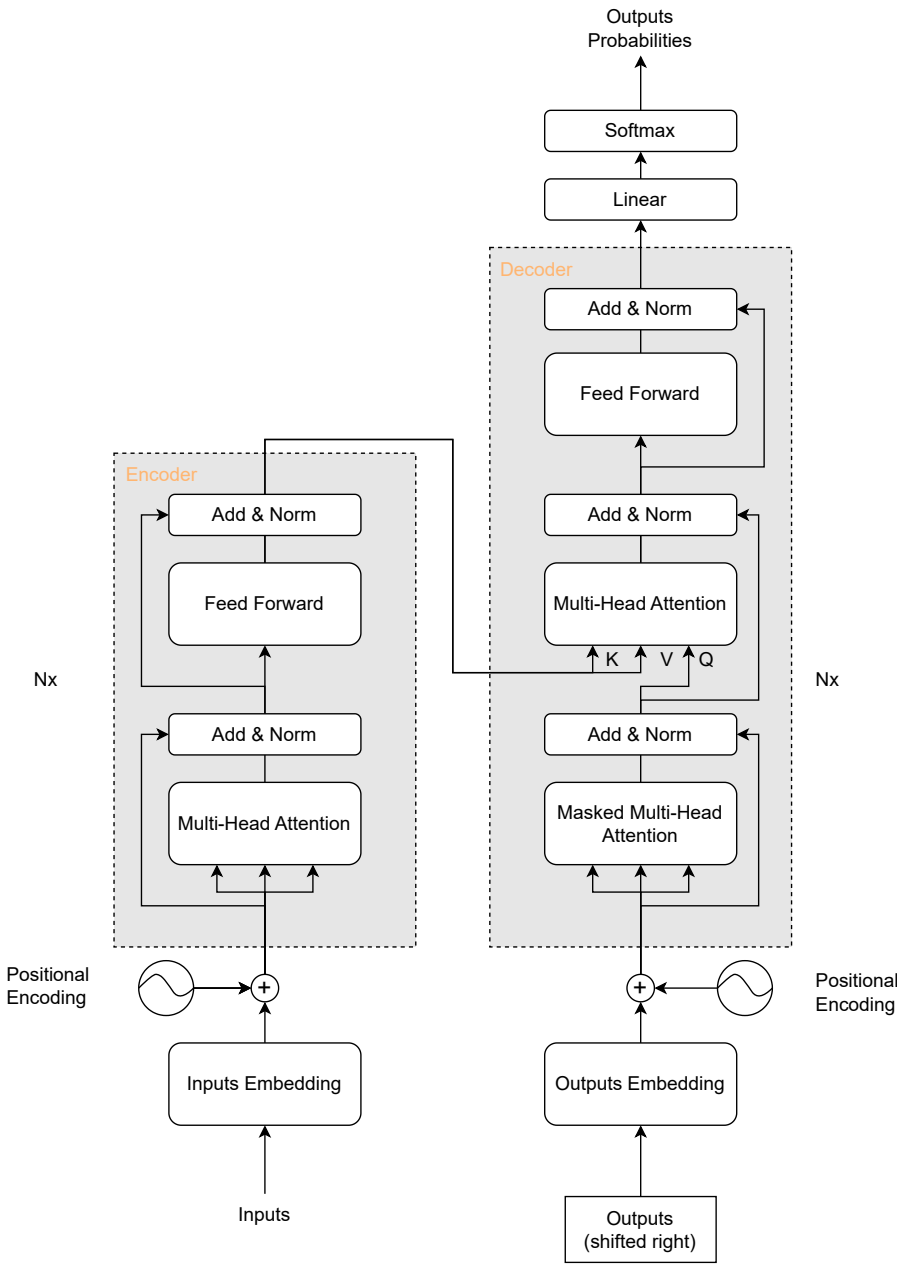 Outputs
Probabilities
Softmax
Linear
Decoder
Add & Norm
Feed Forward
Encoder
Add & Norm
Add & Norm
Feed Forward
Multi-Head Attention
K
V
Q
Nx
Nx
Add & Norm
Add & Norm
Multi-Head Attention
Masked Multi-Head
Attention
Positional
Encoding
+
+
Positional
Encoding
Inputs Embedding
Outputs Embedding
Inputs
Outputs
(shifted right)